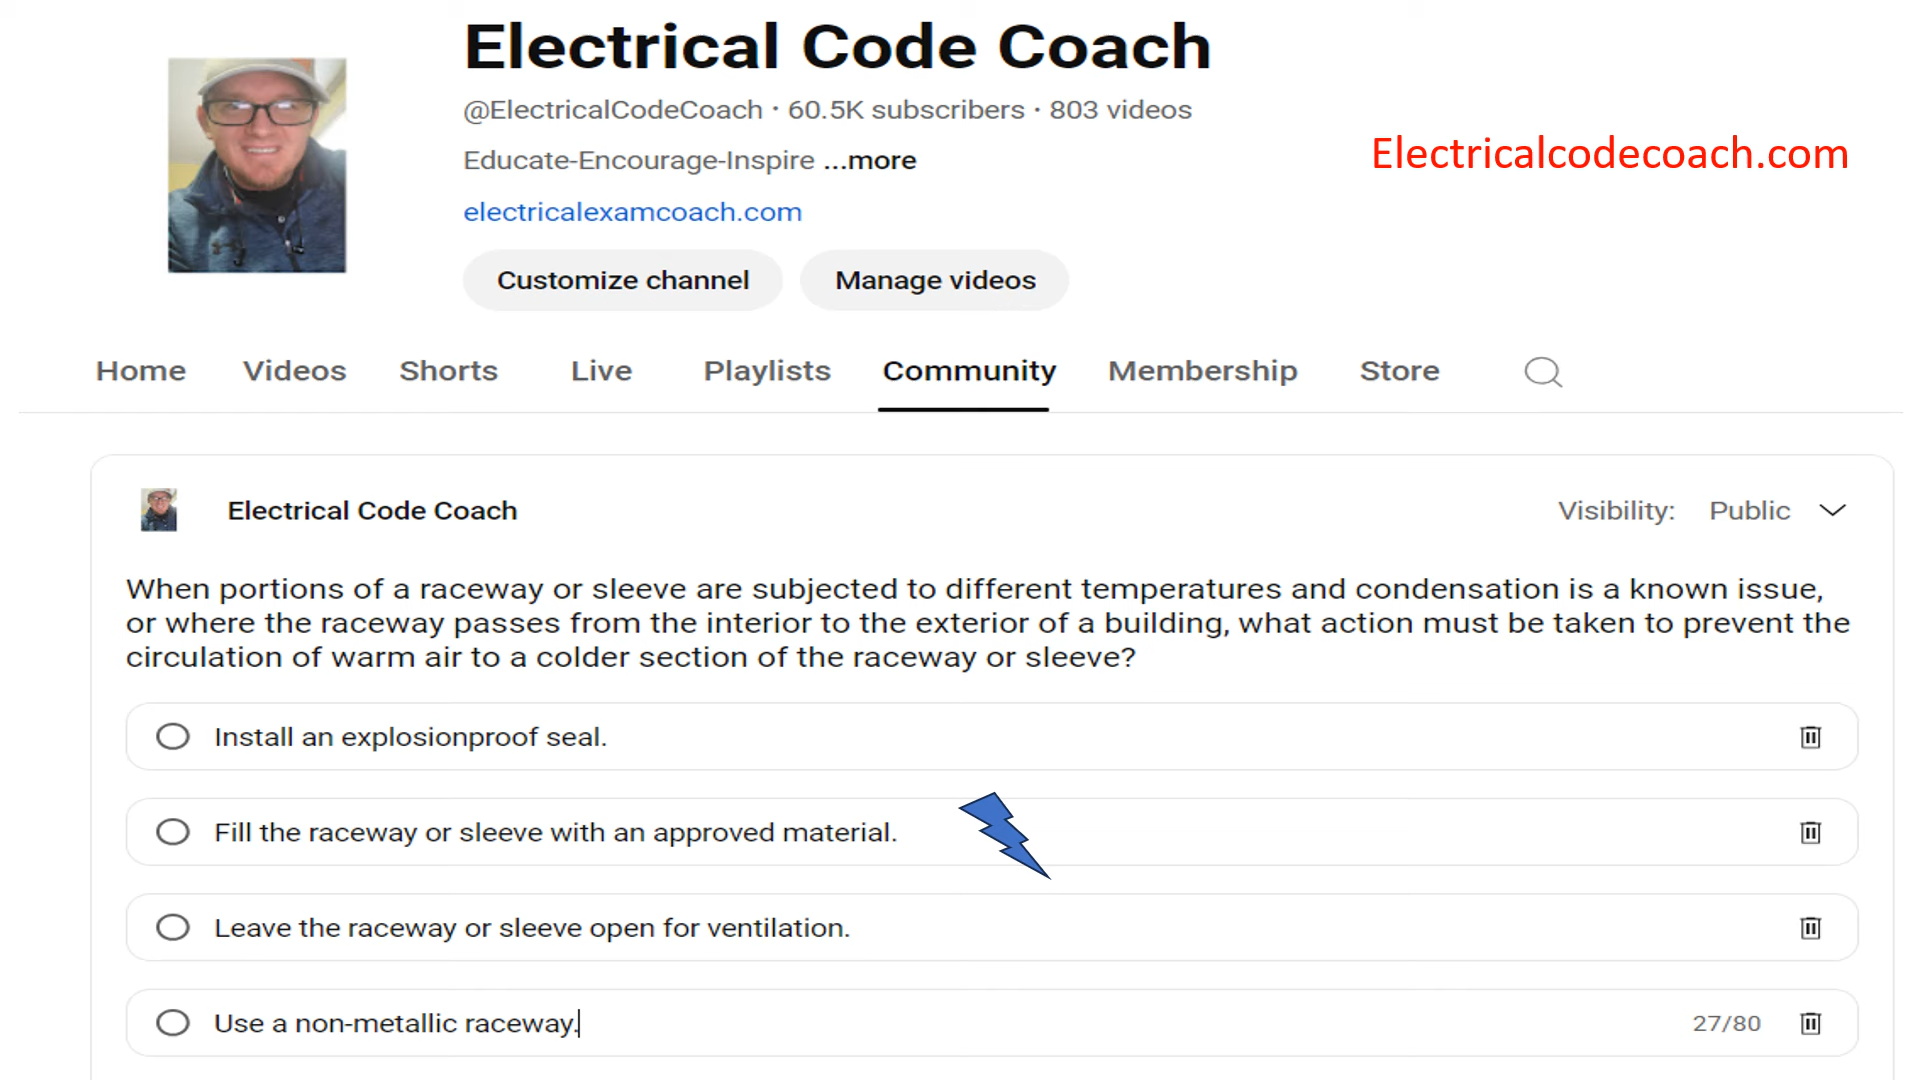 Electrical Code Coach
@ElectricalCodeCoach · 60.5K subscribers · 803 videos
Electricalcodecoach.com
Educate-Encourage-Inspire ...more
electricalexamcoach.com
Customize channel
Manage videos
Home
Videos
Shorts
Live
Playlists
Community
Membership
Store
Electrical Code Coach
Visibility: Public
When portions of a raceway or sleeve are subjected to different temperatures and condensation is a known issue,
or where the raceway passes from the interior to the exterior of a building, what action must be taken to prevent the
circulation of warm air to a colder section of the raceway or sleeve?
Install an explosionproof seal.
Fill the raceway or sleeve with an approved material.
Leave the raceway or sleeve open for ventilation.
Use a non-metallic raceway.
27/80